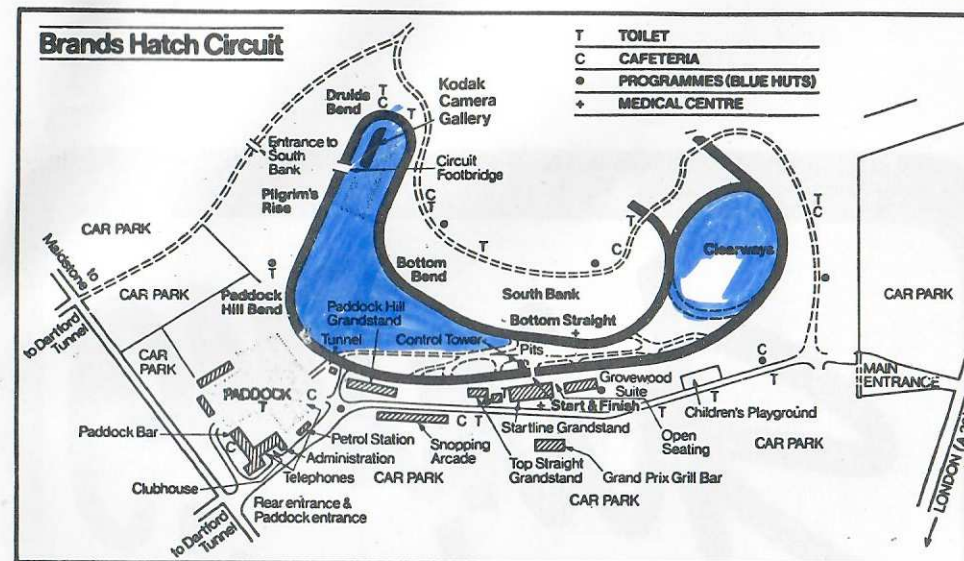 Brands Hatch Circuit
T TOILET
C CAFETERIA
● PROGRAMMES (BLUE HUTS)
+ MEDICAL CENTRE
Druids
Bend
T
C
T
Kodak
Camera
Gallery
Entrance to
South
Bank
Circuit
Footbridge
Pilgrim's
Rise
C
T
T
CAR PARK
T
Bottom
Bend
C
T
T
C
Clearways
South Bank
CAR PARK
Maidstone
to
to Dartford
Tunnel
CAR PARK
Paddock
Hill Bend
Paddock Hill
Grandstand
Bottom Straight
+
Tunnel
Control Tower
Pits
CAR
PARK
C
T
MAIN
ENTRANCE
Grovewood
Suite
PADDOCK
T
C
+ Start & Finish
T
T
Children's Playground
Startline Grandstand
Paddock Bar
C
Petrol Station
Administration
Telephones
Clubhouse
Snopping
Arcade
C T
Top Straight
Grandstand
Open
Seating
CAR PARK
Grand Prix Grill Bar
CAR PARK
CAR PARK
Rear entrance &
Paddock entrance
to Dartford
Tunnel
LONDON